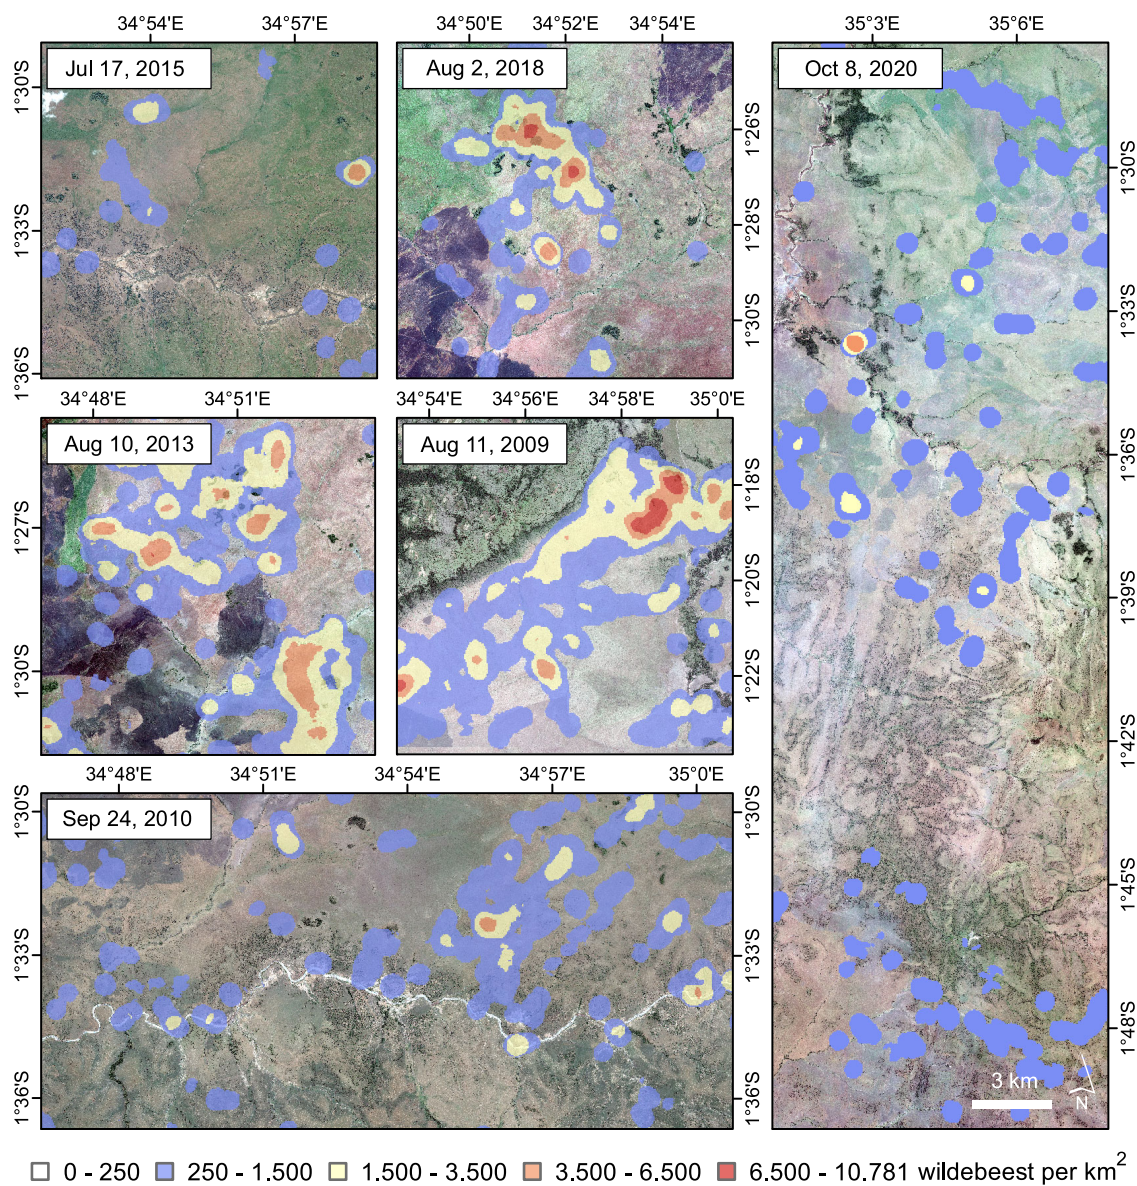 34°54'E 34°57'E
34°50'E 34°52'E 34°54'E
35°3'E 35°6'E
Jul 17, 2015
1°30'S
1°33'S
1°36'S
Aug 2, 2018
1°26'S
1°28'S
1°30'S
Oct 8, 2020
1°30'S
1°33'S
1°36'S
1°39'S
1°42'S
1°45'S
1°48'S
3 km
N
34°48'E 34°51'E
34°54'E 34°56'E 34°58'E 35°0'E
Aug 10, 2013
1°27'S
1°30'S
Aug 11, 2009
1°18'S
1°20'S
1°22'S
34°48'E 34°51'E 34°54'E 34°57'E 35°0'E
Sep 24, 2010
1°30'S
1°33'S
1°36'S
1°30'S
1°33'S
1°36'S
0 - 250 250 - 1.500 1.500 - 3.500 3.500 - 6.500 6.500 - 10.781 wildebeest per km²